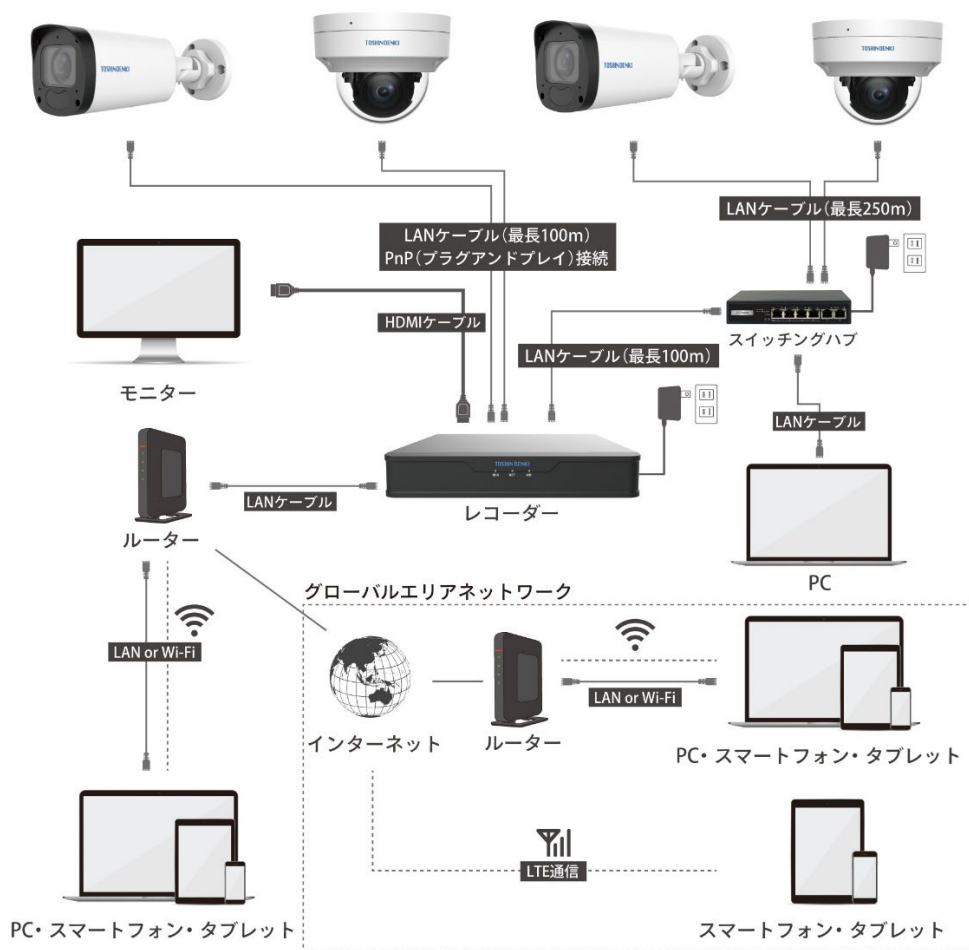 TOSHINDENKI
TOSHINDENKI
TOSHINDENKI
TOSHINDENKI
LANケーブル(最長100m)
PnP(プラグアンドプレイ)接続
LANケーブル(最長250m)
HDMIケーブル
モニター
LANケーブル(最長100m)
スイッチングハブ
LANケーブル
TOSHINDENKI
LANケーブル
レコーダー
ルーター
PC
グローバルエリアネットワーク
LAN or Wi-Fi
LAN or Wi-Fi
インターネット
ルーター
PC・スマートフォン・タブレット
LTE通信
PC・スマートフォン・タブレット
スマートフォン・タブレット